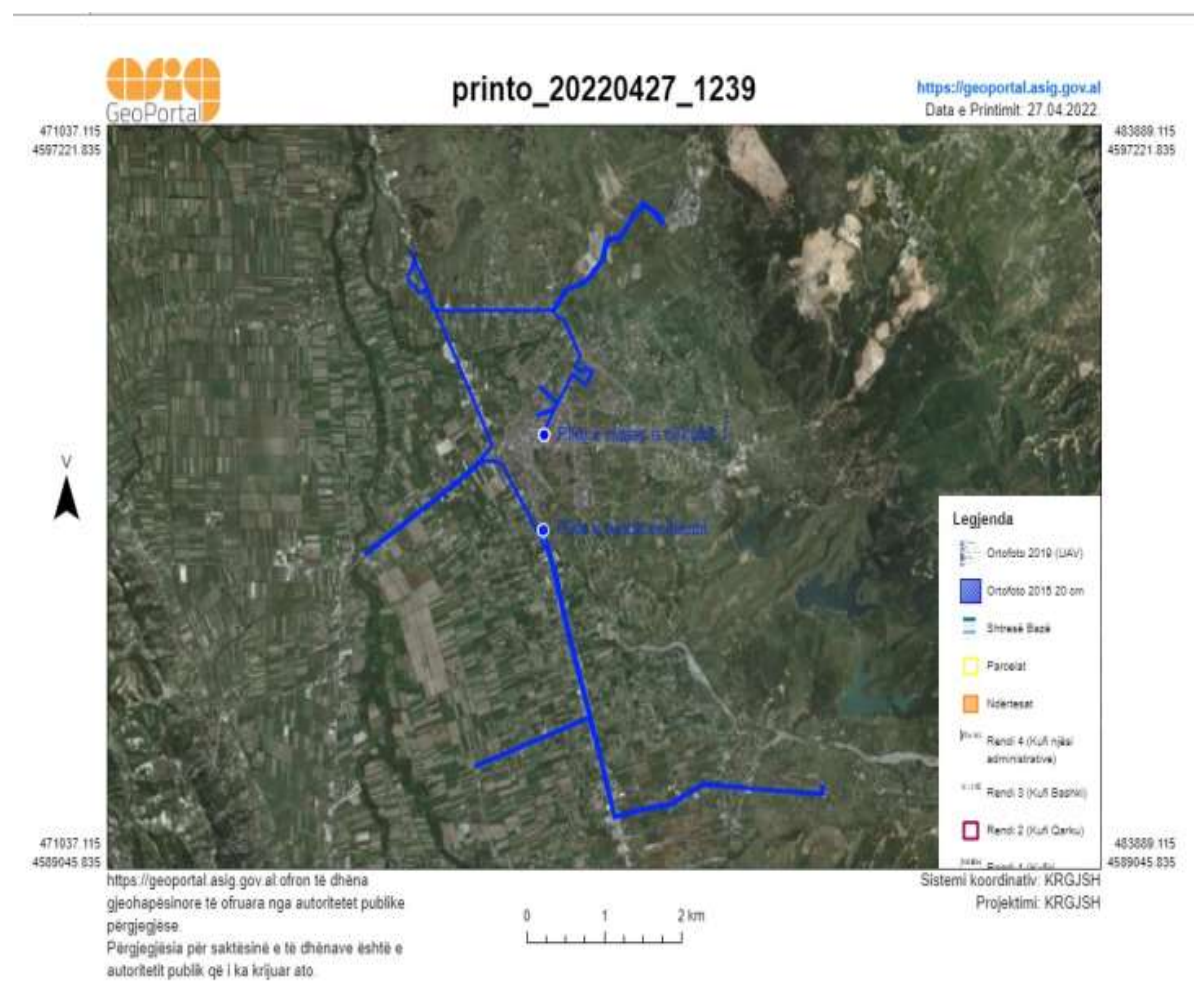 asig
GeoPortal
printo_20220427_1239
https://geoportal.asig.gov.al
Data e Printimit: 27.04.2022.
471037.115
4597221.835
483889.115
4597221.835
V
Legjenda
Ortofoto 2019 (UAV)
Ortofoto 2015 20 cm
Shtresë Bazë
Parcelat
Ndërtesat
Rendi 4 (Kufi njësi
administrative)
Rendi 3 (Kufi Bashki)
Rendi 2 (Kufi Qarku)
471037.115
4589045.835
483889.115
4589045.835
https://geoportal.asig.gov.al ofron të dhëna
gjeohapësinore të ofruara nga autoritetet publike
përgjegjëse.
Përgjegjësia për saktësinë e të dhënave është e
autoritetit publik që i ka krijuar ato.
0 1 2 km
Sistemi koordinativ: KRGJSH
Projektimi: KRGJSH